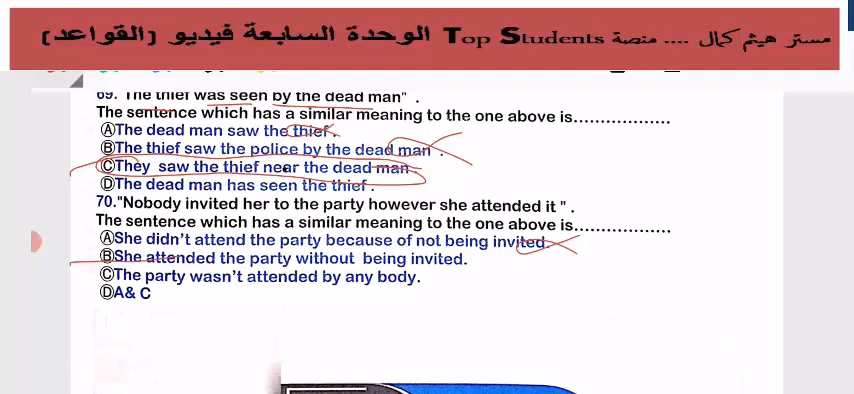 مستر هيثم كمال .... منصة Top Students الوحدة السابعة فيديو (القواعد)
69. The thief was seen by the dead man" .
The sentence which has a similar meaning to the one above is..................
ⒶThe dead man saw the thief .
ⒷThe thief saw the police by the dead man .
ⒸThey saw the thief near the dead man .
ⒹThe dead man has seen the thief .
70."Nobody invited her to the party however she attended it " .
The sentence which has a similar meaning to the one above is..................
ⒶShe didn't attend the party because of not being invited.
ⒷShe attended the party without being invited.
ⒸThe party wasn't attended by any body.
ⒹA& C